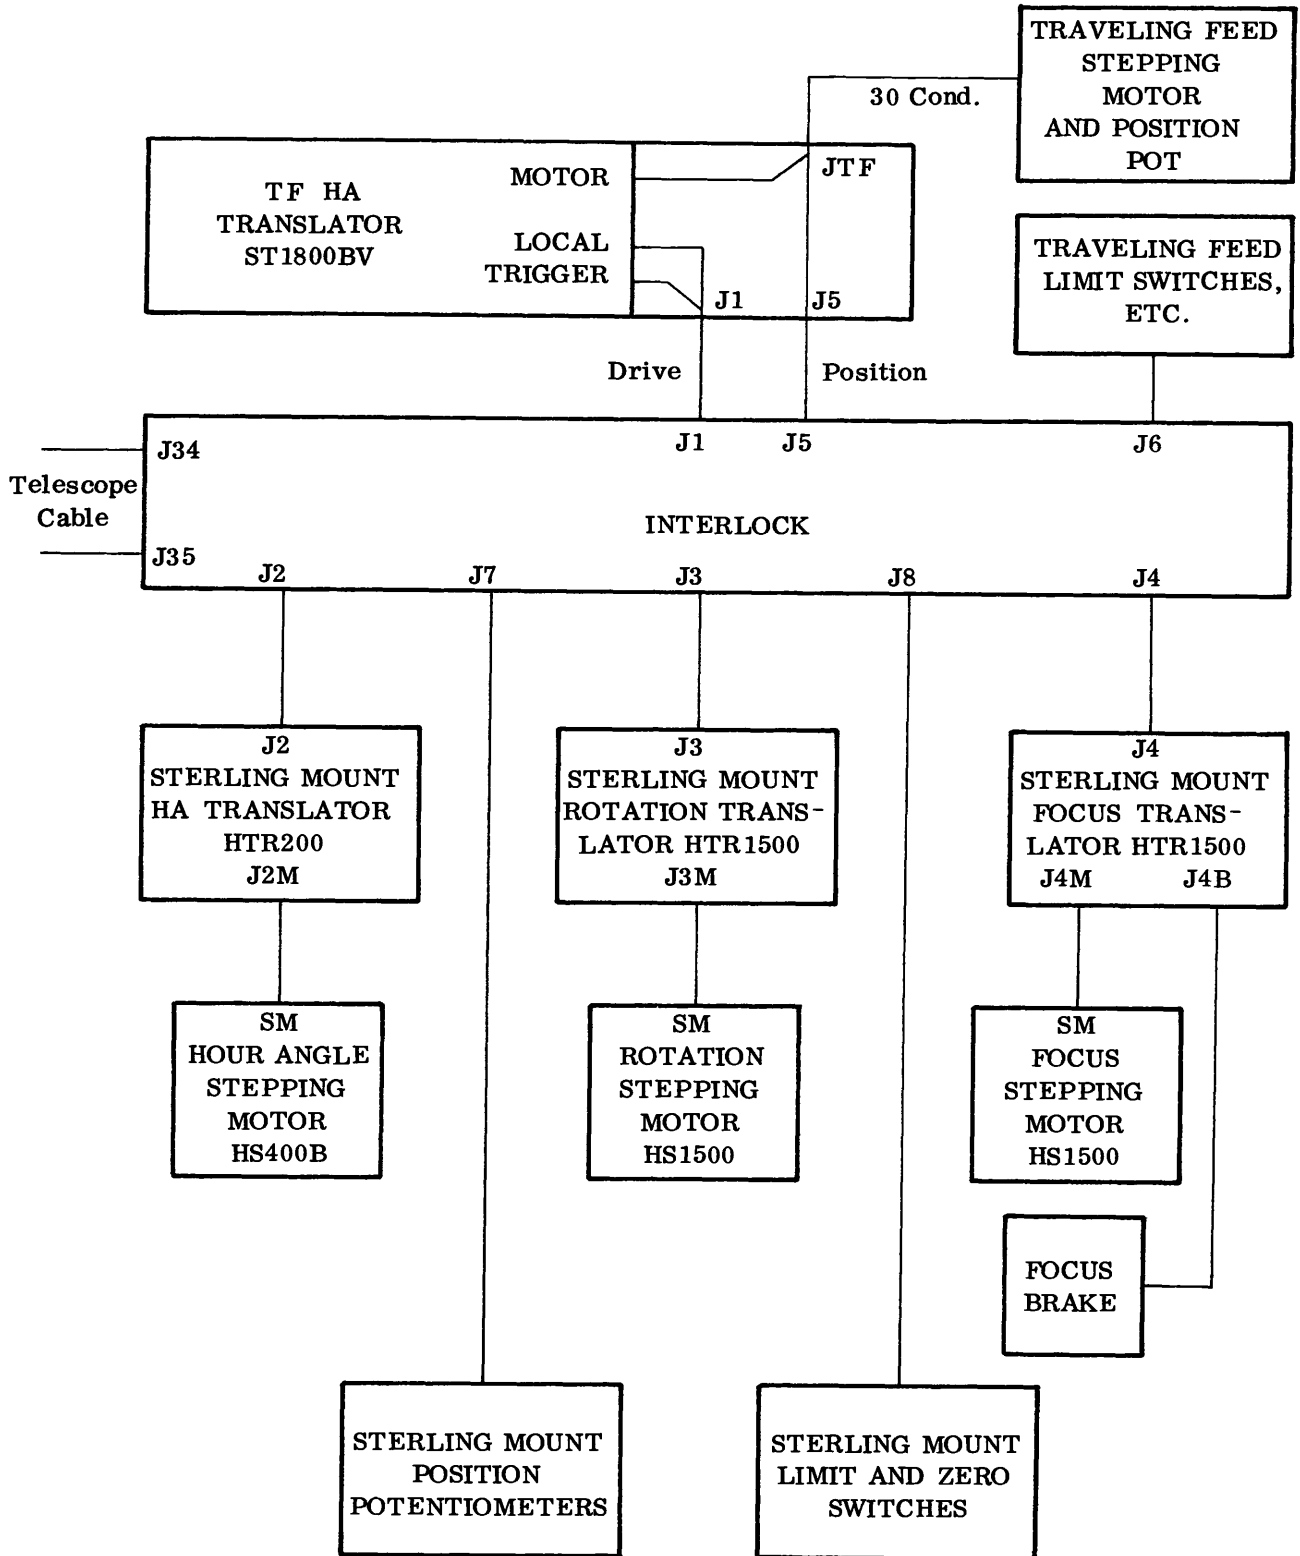 TRAVELING FEED
STEPPING
MOTOR
AND POSITION
POT
30 Cond.
TF HA
TRANSLATOR
ST1800BV
MOTOR
LOCAL
TRIGGER
JTF
J1
J5
TRAVELING FEED
LIMIT SWITCHES,
ETC.
Drive
Position
J34
Telescope
Cable
J35
J1
J5
J6
INTERLOCK
J2
J7
J3
J8
J4
J2
STERLING MOUNT
HA TRANSLATOR
HTR200
J2M
J3
STERLING MOUNT
ROTATION TRANS-
LATOR HTR1500
J3M
J4
STERLING MOUNT
FOCUS TRANS-
LATOR HTR1500
J4M
J4B
SM
HOUR ANGLE
STEPPING
MOTOR
HS400B
SM
ROTATION
STEPPING
MOTOR
HS1500
SM
FOCUS
STEPPING
MOTOR
HS1500
FOCUS
BRAKE
STERLING MOUNT
POSITION
POTENTIOMETERS
STERLING MOUNT
LIMIT AND ZERO
SWITCHES